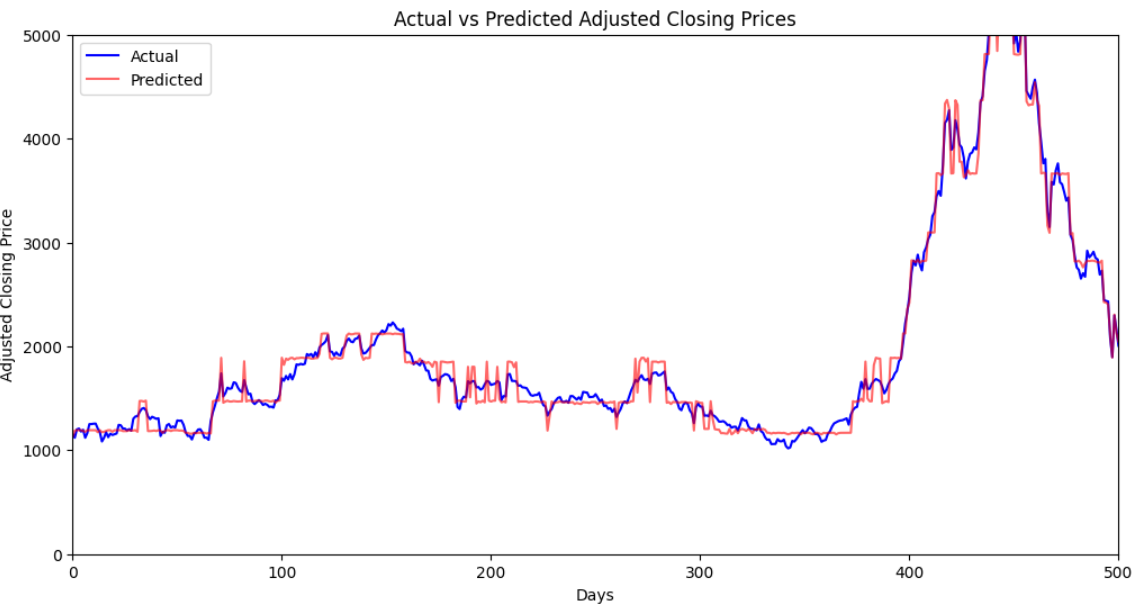 Actual vs Predicted Adjusted Closing Prices
Actual
Predicted
5000
4000
3000
2000
1000
0
Adjusted Closing Price
0 100 200 300 400 500
Days